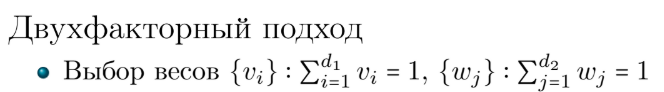 Двухфакторный подход
• Выбор весов {v_i} : ∑_{i=1}^{d_1} v_i = 1, {w_j} : ∑_{j=1}^{d_2} w_j = 1